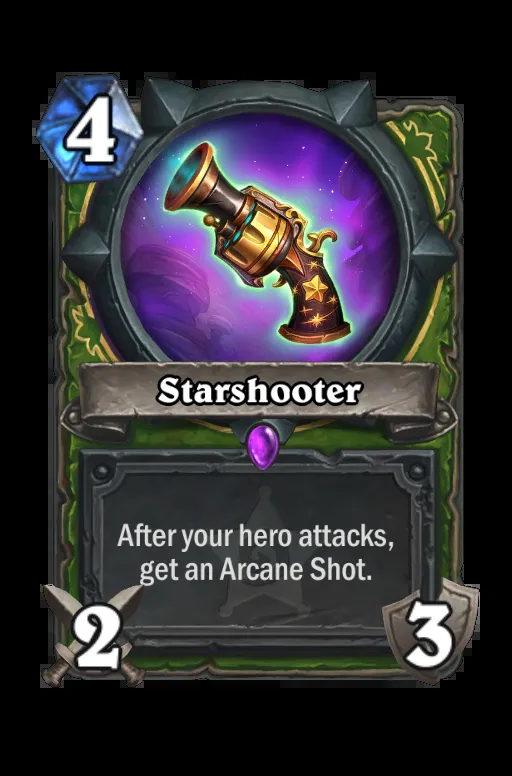 4
Starshooter
After your hero attacks,
get an Arcane Shot.
2
3